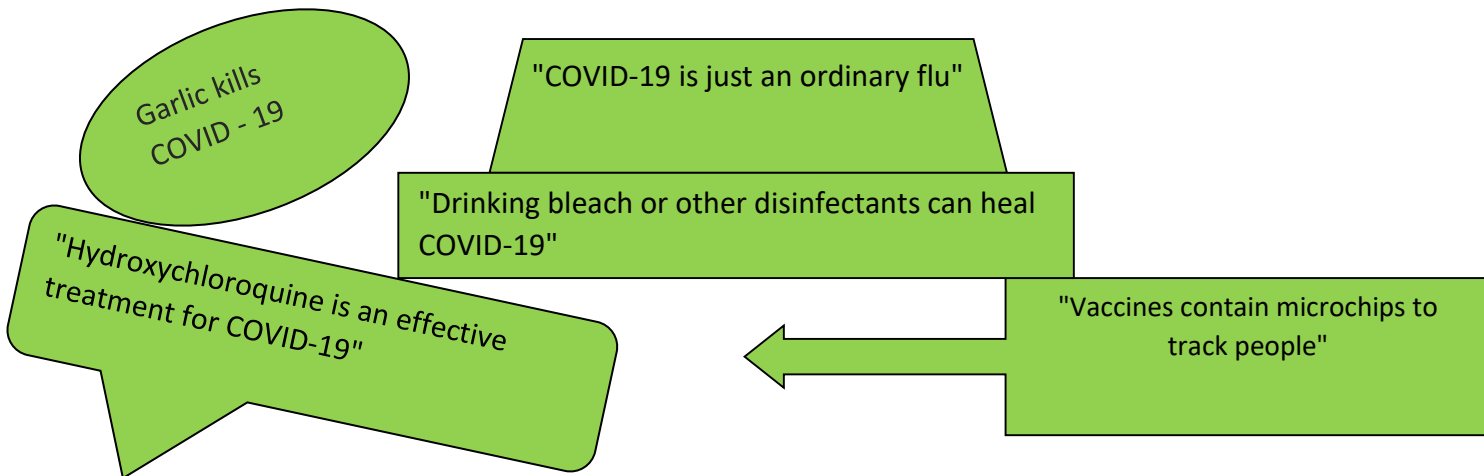 Garlic kills
COVID - 19
"COVID-19 is just an ordinary flu"
"Drinking bleach or other disinfectants can heal
COVID-19"
"Hydroxychloroquine is an effective
treatment for COVID-19"
"Vaccines contain microchips to
track people"